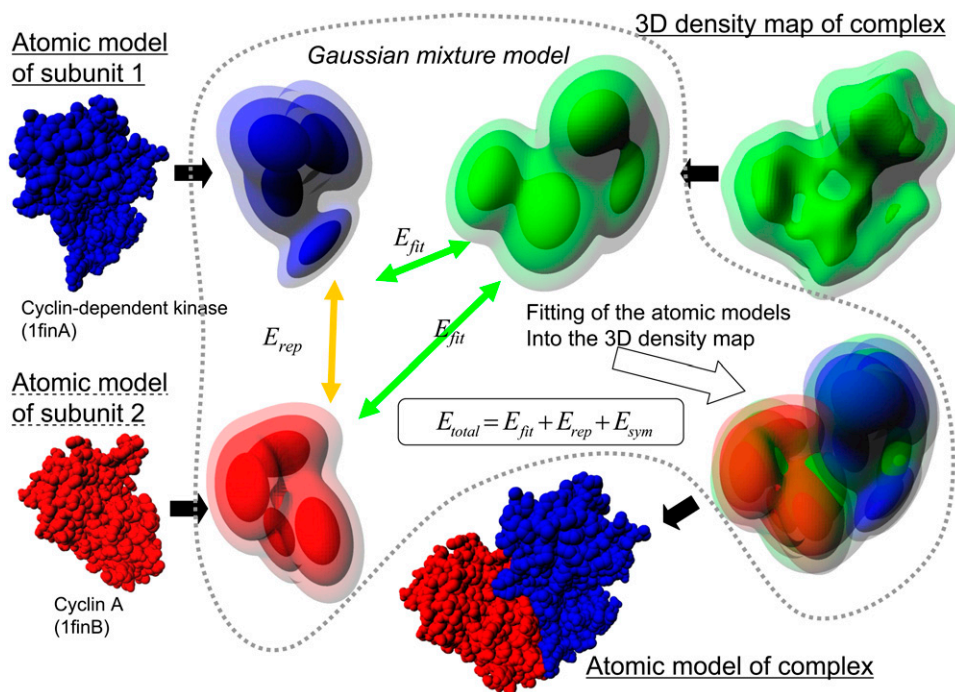 Atomic model
of subunit 1
Gaussian mixture model
3D density map of complex
Cyclin-dependent kinase
(1finA)
E_fit
E_rep
E_fit
Fitting of the atomic models
Into the 3D density map
Atomic model
of subunit 2
E_total = E_fit + E_rep + E_sym
Cyclin A
(1finB)
Atomic model of complex